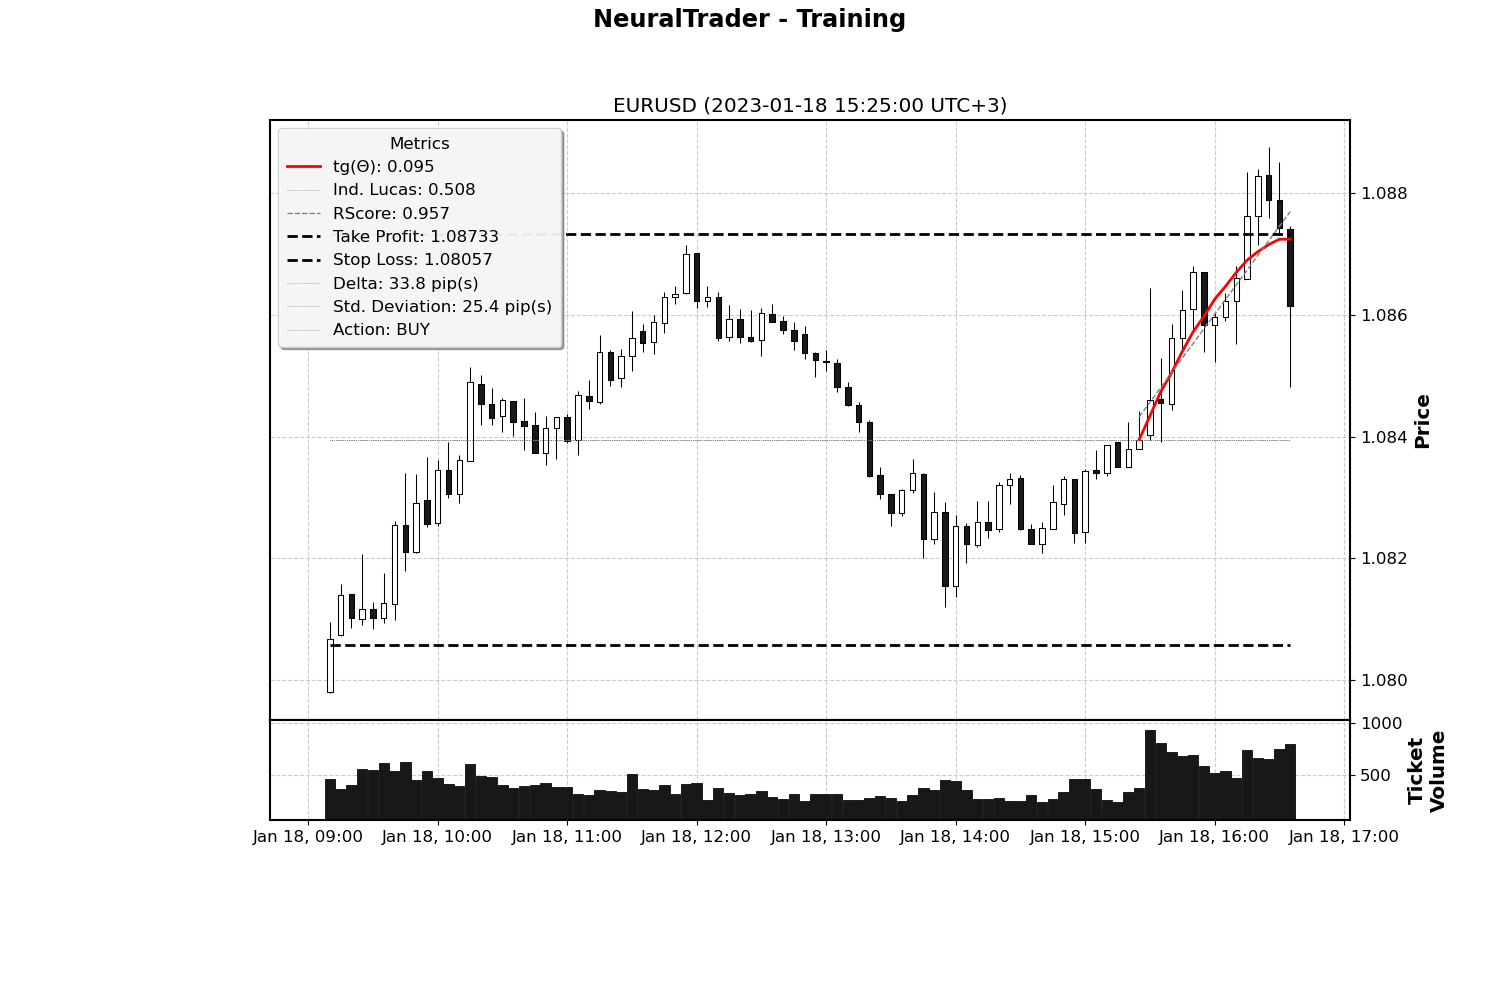 NeuralTrader - Training
EURUSD (2023-01-18 15:25:00 UTC+3)
Metrics
tg(Θ): 0.095
Ind. Lucas: 0.508
RScore: 0.957
Take Profit: 1.08733
Stop Loss: 1.08057
Delta: 33.8 pip(s)
Std. Deviation: 25.4 pip(s)
Action: BUY
1.088
1.086
1.084
1.082
1.080
Price
1000
500
Ticket
Volume
Jan 18, 09:00
Jan 18, 10:00
Jan 18, 11:00
Jan 18, 12:00
Jan 18, 13:00
Jan 18, 14:00
Jan 18, 15:00
Jan 18, 16:00
Jan 18, 17:00